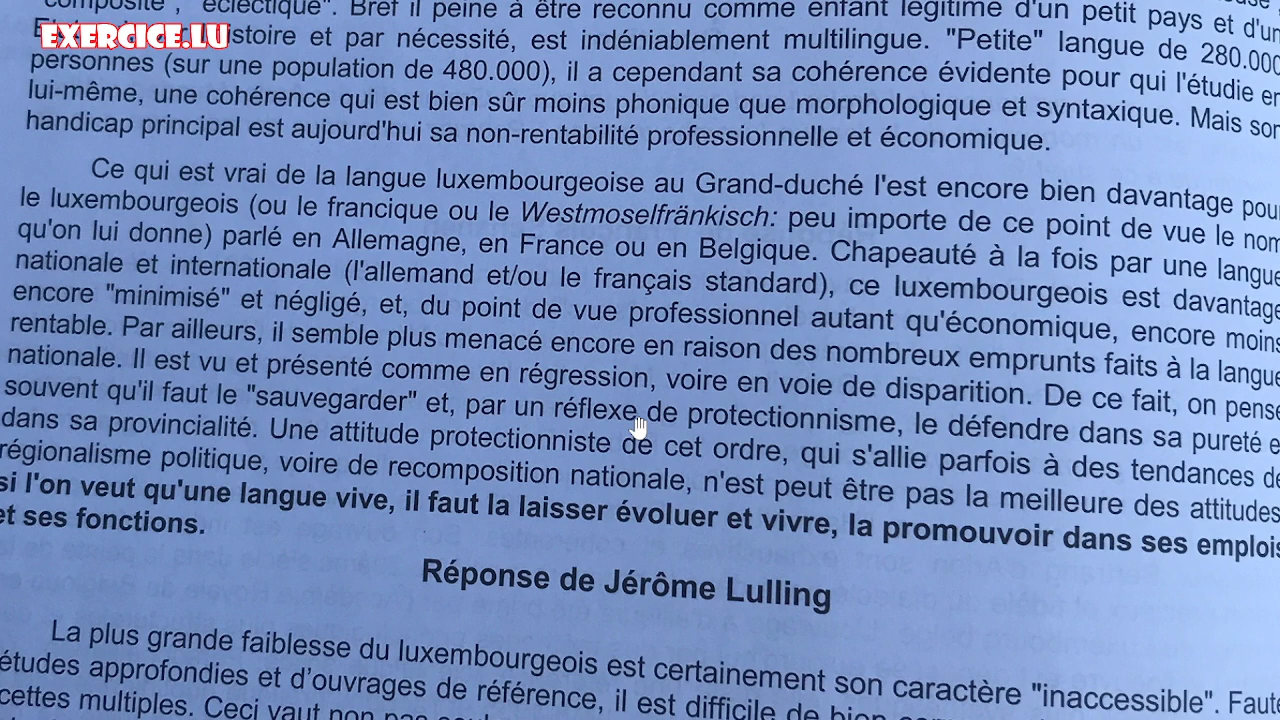 EXERCICE.LU
composite", "éclectique". Bref il peine à être reconnu comme enfant légitime d'un petit pays et d'un
histoire et par nécessité, est indéniablement multilingue. "Petite" langue de 280.000
personnes (sur une population de 480.000), il a cependant sa cohérence évidente pour qui l'étudie en
lui-même, une cohérence qui est bien sûr moins phonique que morphologique et syntaxique. Mais son
handicap principal est aujourd'hui sa non-rentabilité professionnelle et économique.
Ce qui est vrai de la langue luxembourgeoise au Grand-duché l'est encore bien davantage pour
le luxembourgeois (ou le francique ou le Westmoselfränkisch: peu importe de ce point de vue le nom
qu'on lui donne) parlé en Allemagne, en France ou en Belgique. Chapeauté à la fois par une langue
nationale et internationale (l'allemand et/ou le français standard), ce luxembourgeois est davantage
encore "minimisé" et négligé, et, du point de vue professionnel autant qu'économique, encore moins
rentable. Par ailleurs, il semble plus menacé encore en raison des nombreux emprunts faits à la langue
nationale. Il est vu et présenté comme en régression, voire en voie de disparition. De ce fait, on pense
souvent qu'il faut le "sauvegarder" et, par un réflexe de protectionnisme, le défendre dans sa pureté e
dans sa provincialité. Une attitude protectionniste de cet ordre, qui s'allie parfois à des tendances de
régionalisme politique, voire de recomposition nationale, n'est peut être pas la meilleure des attitudes
si l'on veut qu'une langue vive, il faut la laisser évoluer et vivre, la promouvoir dans ses emplois
et ses fonctions.
Réponse de Jérôme Lulling
La plus grande faiblesse du luxembourgeois est certainement son caractère "inaccessible". Faute
études approfondies et d'ouvrages de référence, il est difficile de bien
cettes multiples. Ceci vaut non pas